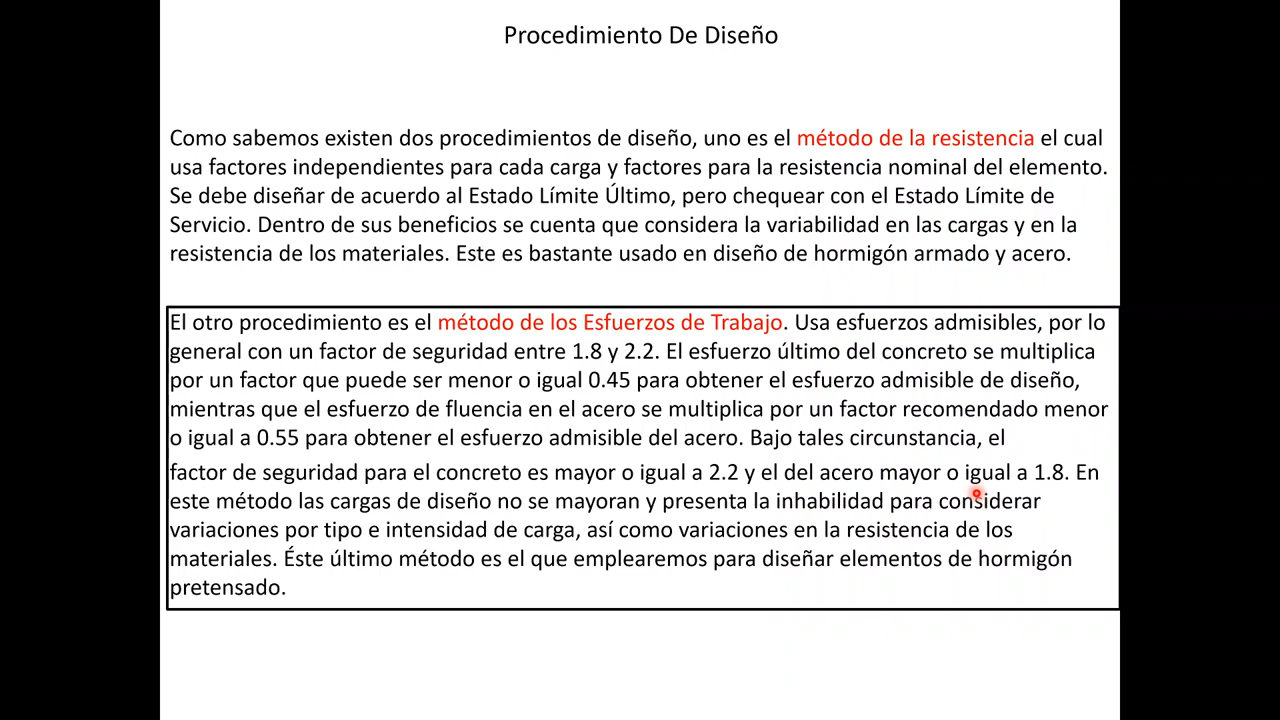 Procedimiento De Diseño
Como sabemos existen dos procedimientos de diseño, uno es el método de la resistencia el cual
usa factores independientes para cada carga y factores para la resistencia nominal del elemento.
Se debe diseñar de acuerdo al Estado Límite Último, pero chequear con el Estado Límite de
Servicio. Dentro de sus beneficios se cuenta que considera la variabilidad en las cargas y en la
resistencia de los materiales. Este es bastante usado en diseño de hormigón armado y acero.
El otro procedimiento es el método de los Esfuerzos de Trabajo. Usa esfuerzos admisibles, por lo
general con un factor de seguridad entre 1.8 y 2.2. El esfuerzo último del concreto se multiplica
por un factor que puede ser menor o igual 0.45 para obtener el esfuerzo admisible de diseño,
mientras que el esfuerzo de fluencia en el acero se multiplica por un factor recomendado menor
o igual a 0.55 para obtener el esfuerzo admisible del acero. Bajo tales circunstancia, el
factor de seguridad para el concreto es mayor o igual a 2.2 y el del acero mayor o igual a 1.8. En
este método las cargas de diseño no se mayoran y presenta la inhabilidad para considerar
variaciones por tipo e intensidad de carga, así como variaciones en la resistencia de los
materiales. Éste último método es el que emplearemos para diseñar elementos de hormigón
pretensado.